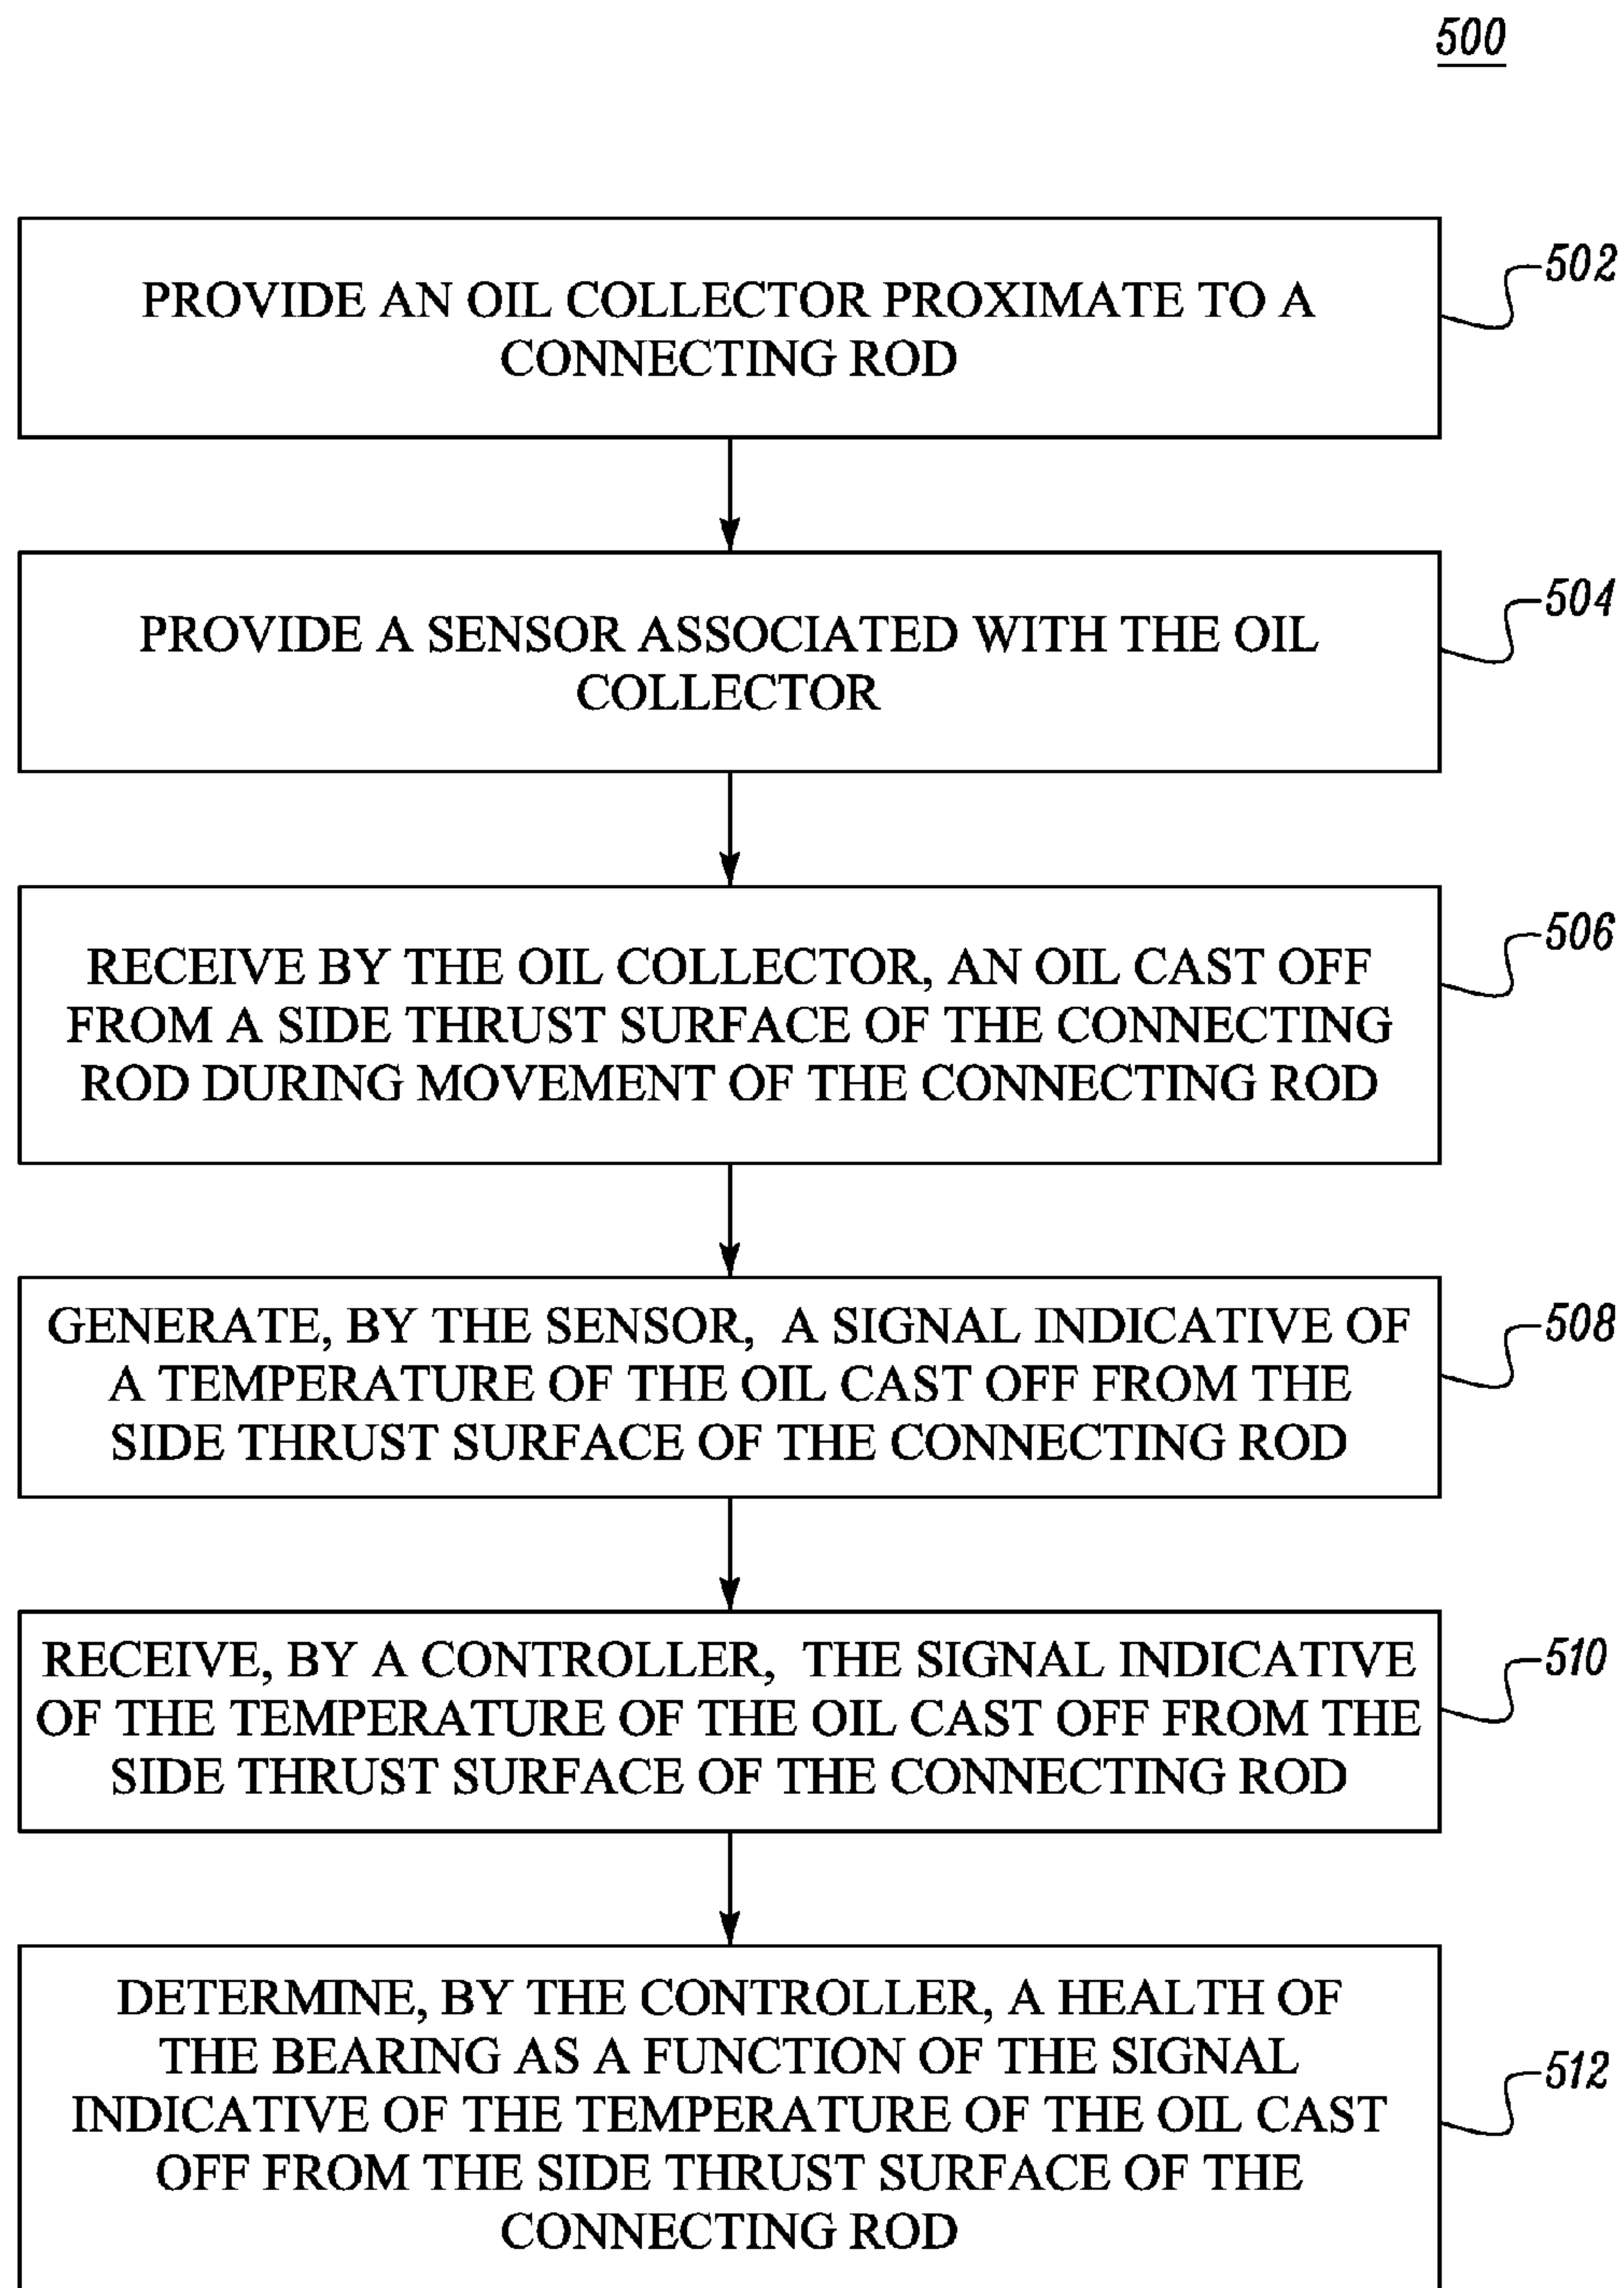 500
PROVIDE AN OIL COLLECTOR PROXIMATE TO A
CONNECTING ROD
502
PROVIDE A SENSOR ASSOCIATED WITH THE OIL
COLLECTOR
504
RECEIVE BY THE OIL COLLECTOR, AN OIL CAST OFF
FROM A SIDE THRUST SURFACE OF THE CONNECTING
ROD DURING MOVEMENT OF THE CONNECTING ROD
506
GENERATE, BY THE SENSOR, A SIGNAL INDICATIVE OF
A TEMPERATURE OF THE OIL CAST OFF FROM THE
SIDE THRUST SURFACE OF THE CONNECTING ROD
508
RECEIVE, BY A CONTROLLER, THE SIGNAL INDICATIVE
OF THE TEMPERATURE OF THE OIL CAST OFF FROM THE
SIDE THRUST SURFACE OF THE CONNECTING ROD
510
DETERMINE, BY THE CONTROLLER, A HEALTH OF
THE BEARING AS A FUNCTION OF THE SIGNAL
INDICATIVE OF THE TEMPERATURE OF THE OIL CAST
OFF FROM THE SIDE THRUST SURFACE OF THE
CONNECTING ROD
512